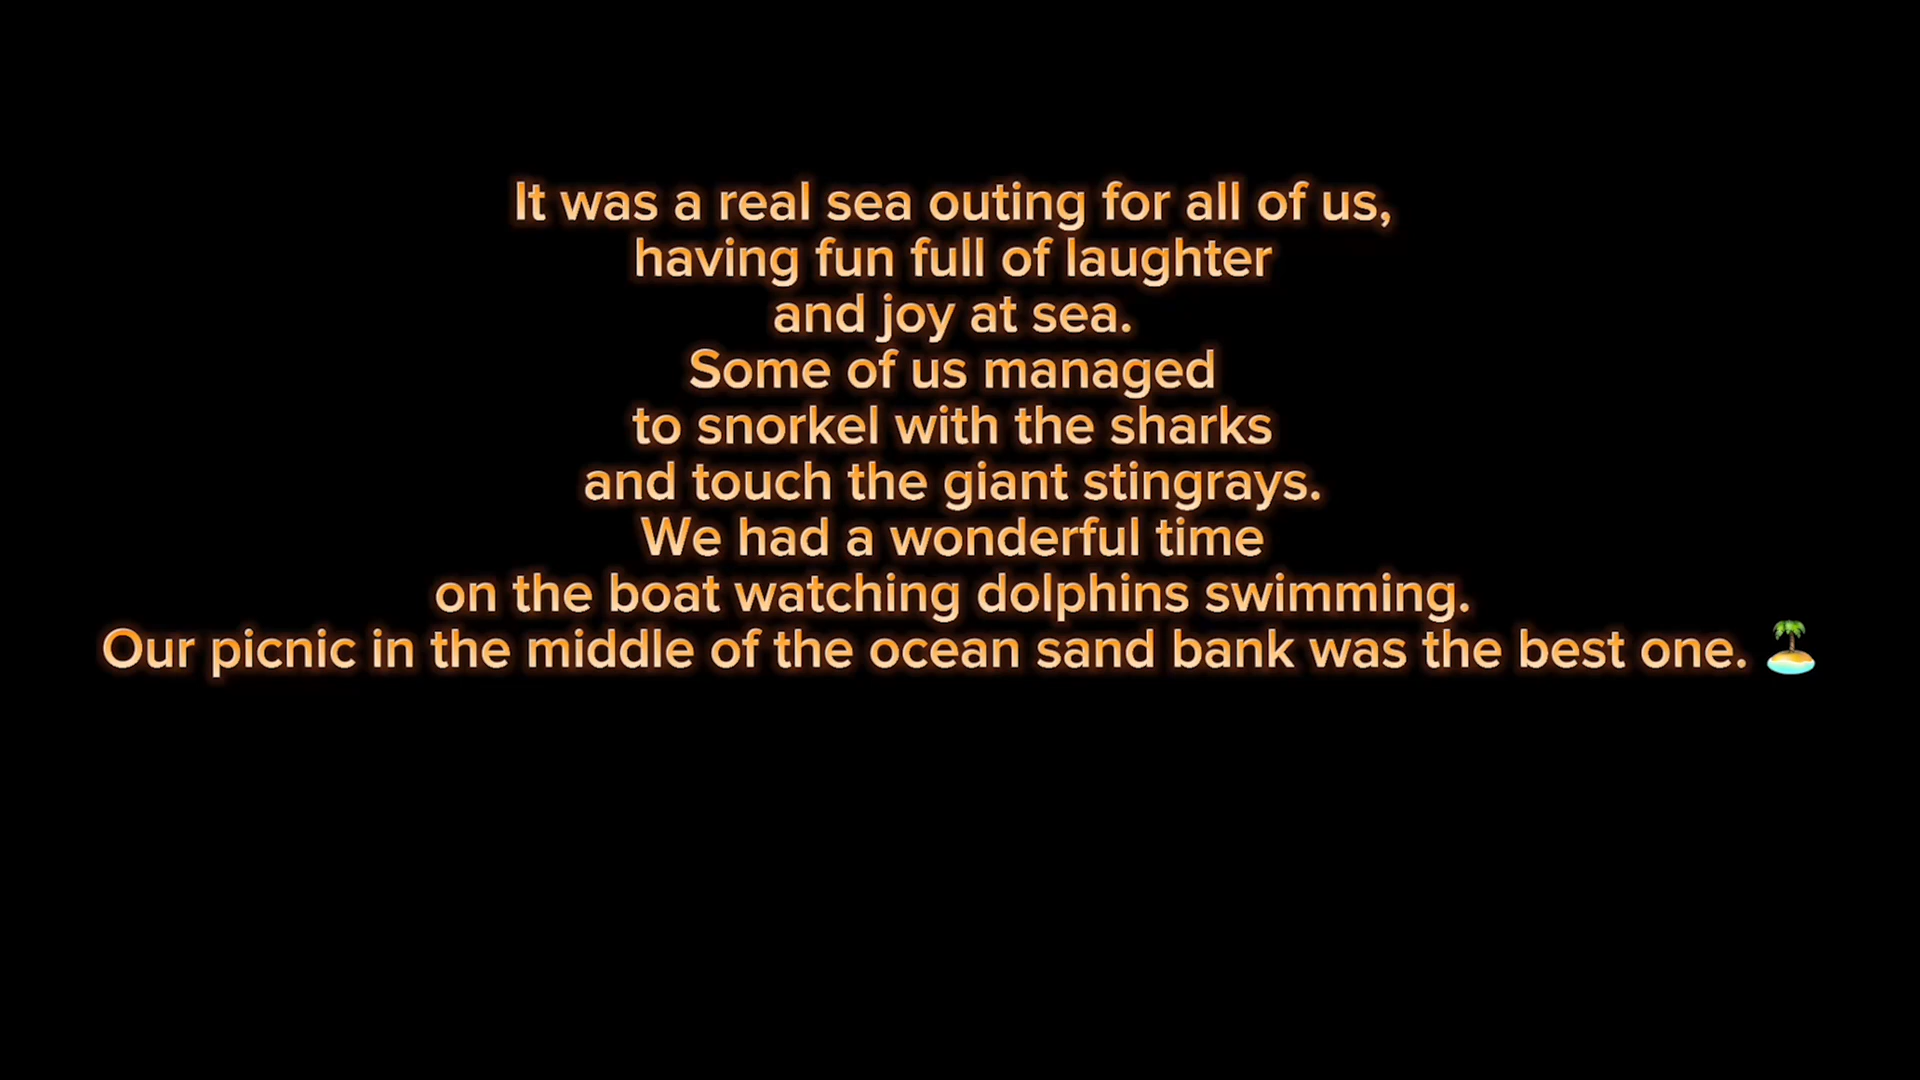 It was a real sea outing for all of us,
having fun full of laughter
and joy at sea.
Some of us managed
to snorkel with the sharks
and touch the giant stingrays.
We had a wonderful time
on the boat watching dolphins swimming.
Our picnic in the middle of the ocean sand bank was the best one. 🏝️